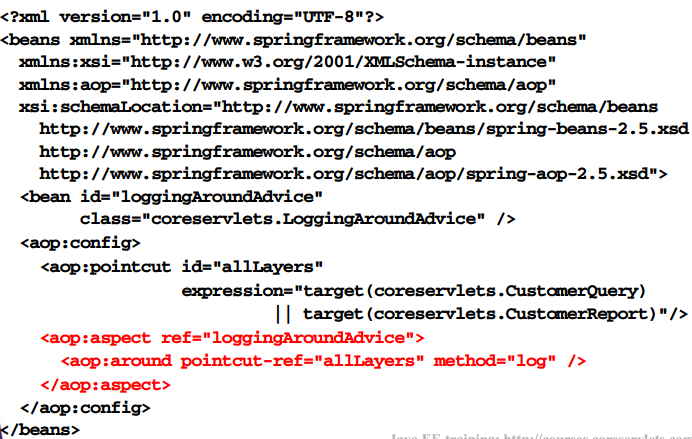 <?xml version="1.0" encoding="UTF-8"?>
<beans xmlns="http://www.springframework.org/schema/beans"
xmlns:xsi="http://www.w3.org/2001/XMLSchema-instance"
xmlns:aop="http://www.springframework.org/schema/aop"
xsi:schemaLocation="http://www.springframework.org/schema/beans
http://www.springframework.org/schema/beans/spring-beans-2.5.xsd
http://www.springframework.org/schema/aop
http://www.springframework.org/schema/aop/spring-aop-2.5.xsd">
<bean id="loggingAroundAdvice"
class="coreservlets.LoggingAroundAdvice" />
<aop:config>
<aop:pointcut id="allLayers"
expression="target(coreservlets.CustomerQuery)
|| target(coreservlets.CustomerReport)"/>
<aop:aspect ref="loggingAroundAdvice">
<aop:around pointcut-ref="allLayers" method="log" />
</aop:aspect>
</aop:config>
</beans>
Java EE training: http://courses.coreservlets.com